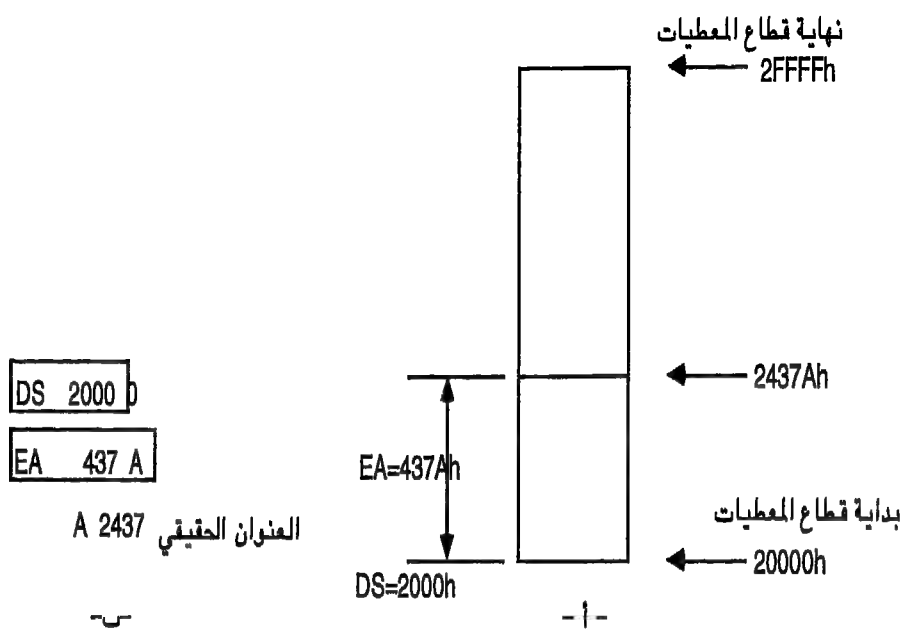 نهاية قطاع المعطيات
2FFFFh
2437Ah
EA=437Ah
بداية قطاع المعطيات
20000h
DS=2000h
- أ -
DS 2000 0
EA 437 A
A 2437 العنوان الحقيقي
-ب-